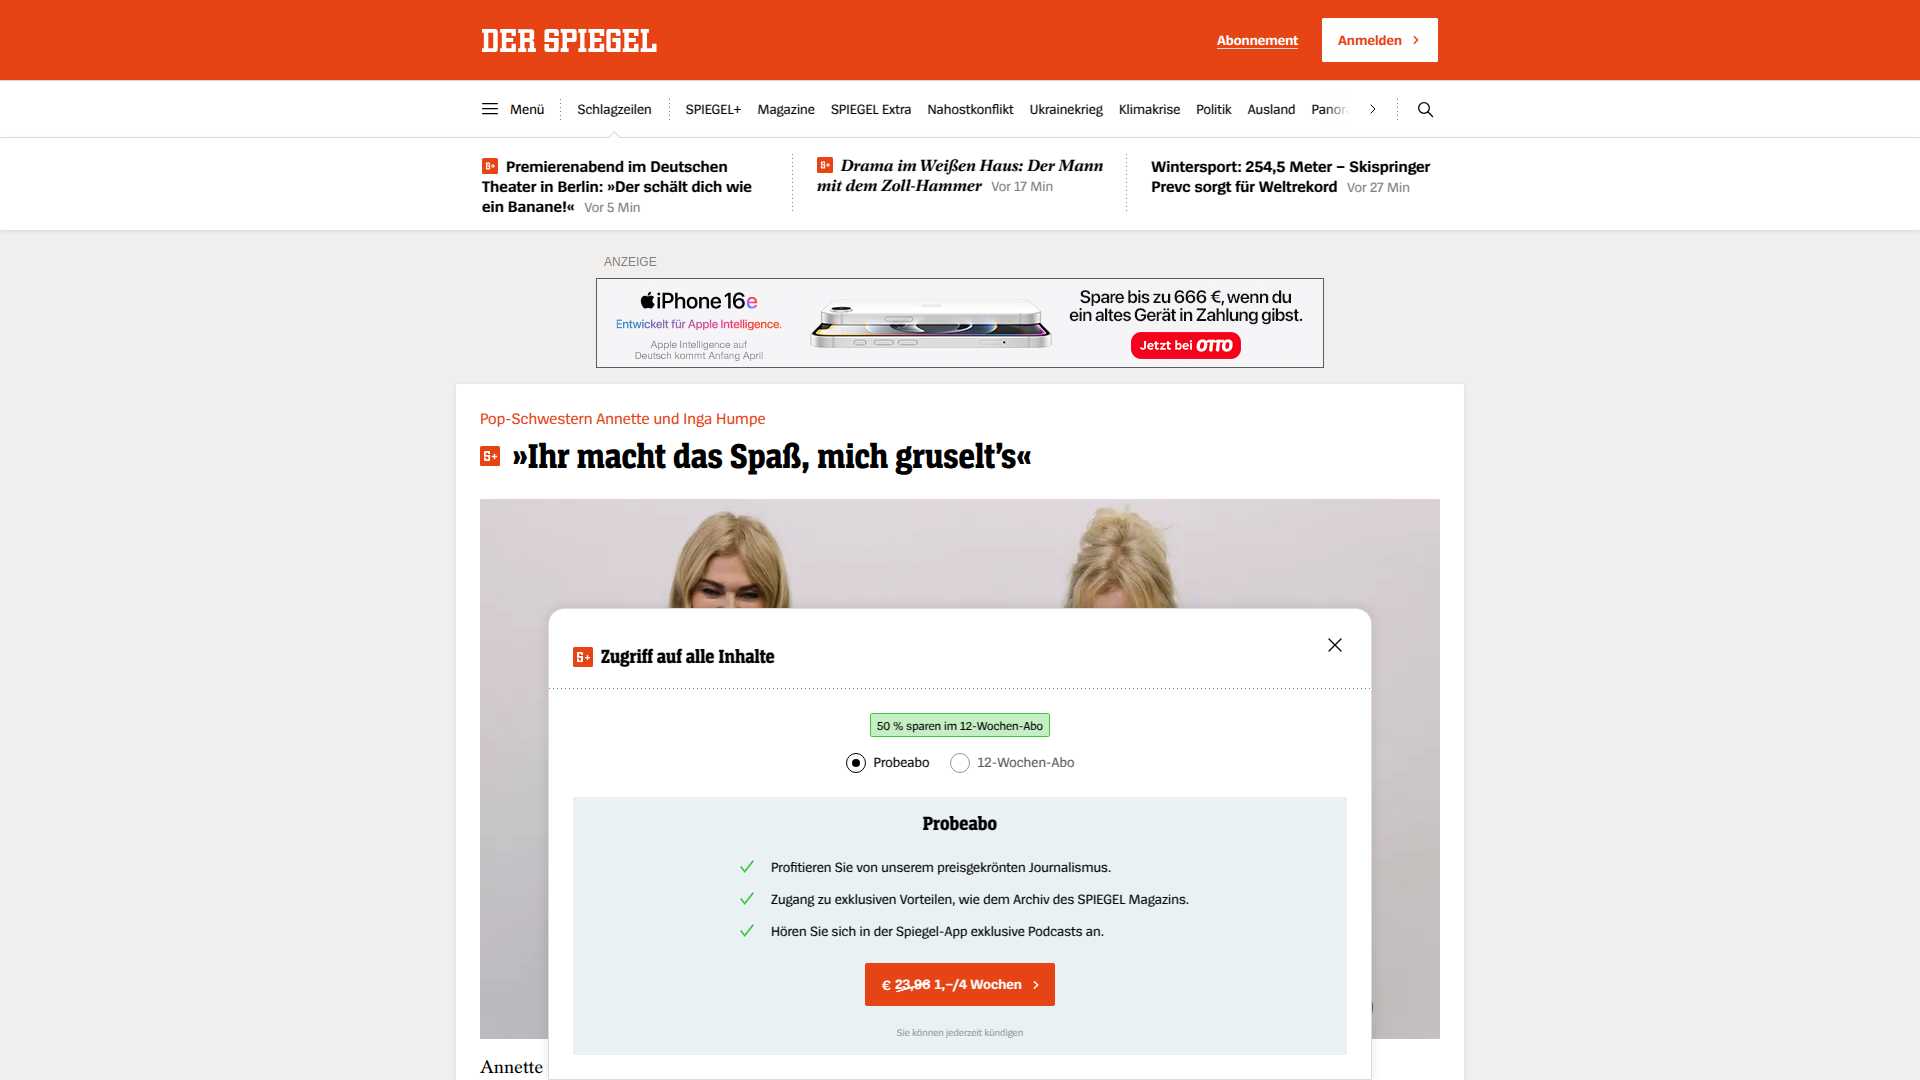 DER SPIEGEL
Abonnement
Anmelden
Menü
Schlagzeilen
SPIEGEL+
Magazine
SPIEGEL Extra
Nahostkonflikt
Ukrainekrieg
Klimakrise
Politik
Ausland
Panor
Premierenabend im Deutschen
Theater in Berlin: »Der schält dich wie
ein Banane!« Vor 5 Min
Drama im Weißen Haus: Der Mann
mit dem Zoll-Hammer Vor 17 Min
Wintersport: 254,5 Meter – Skispringer
Prevc sorgt für Weltrekord Vor 27 Min
ANZEIGE
iPhone 16e
Entwickelt für Apple Intelligence.
Apple Intelligence auf
Deutsch kommt Anfang April
Spare bis zu 666 €, wenn du
ein altes Gerät in Zahlung gibst.
Jetzt bei OTTO
Pop-Schwestern Annette und Inga Humpe
»Ihr macht das Spaß, mich gruselt's«
Zugriff auf alle Inhalte
50 % sparen im 12-Wochen-Abo
Probeabo
12-Wochen-Abo
Probeabo
Profitieren Sie von unserem preisgekrönten Journalismus.
Zugang zu exklusiven Vorteilen, wie dem Archiv des SPIEGEL Magazins.
Hören Sie sich in der Spiegel-App exklusive Podcasts an.
€ 23,96 1,–/4 Wochen
Sie können jederzeit kündigen
Annette